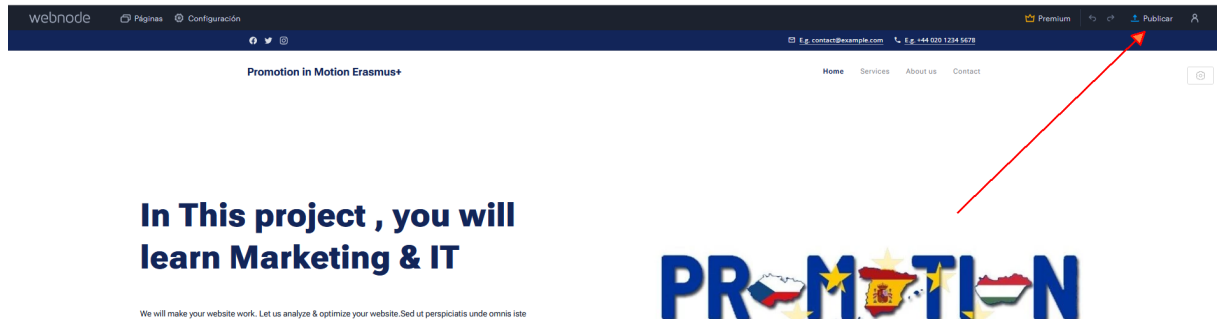 webnode Páginas Configuración Premium Publicar
E.g. contact@example.com E.g. +44 020 1234 5678
Promotion in Motion Erasmus+ Home Services About us Contact
In This project , you will
learn Marketing & IT
PROMOTION
We will make your website work. Let us analyze & optimize your website.Sed ut perspiciatis unde omnis iste